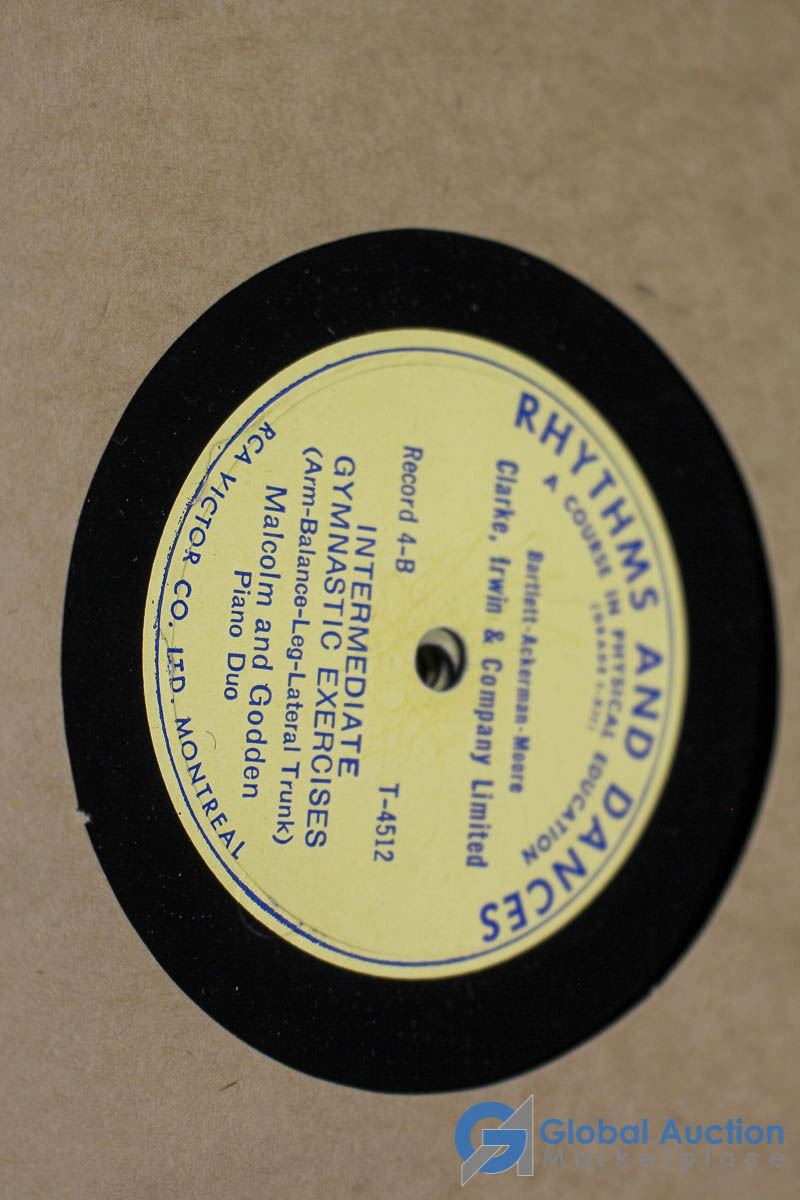 RHYTHMS AND DANCES
A COURSE IN PHYSICAL EDUCATION
Bartlett-Ackerman-Moore
Clarke, Irwin & Company Limited
Record 4-B
T-4512
INTERMEDIATE
GYMNASTIC EXERCISES
(Arm-Balance-Leg-Lateral Trunk)
Malcolm and Godden
Piano Duo
RCA VICTOR CO. LTD. MONTREAL
Global Auction
Marketplace